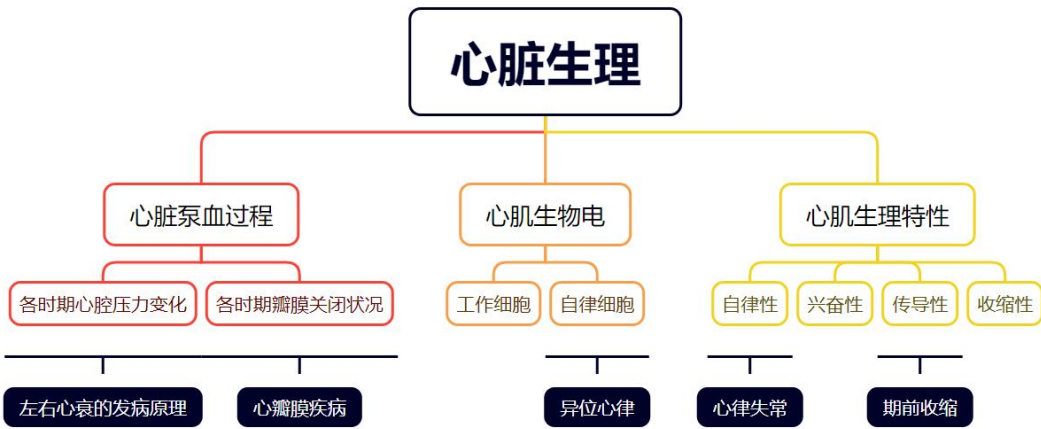 心脏生理
心脏泵血过程
心肌生物电
心肌生理特性
各时期心腔压力变化
各时期瓣膜关闭状况
工作细胞
自律细胞
自律性
兴奋性
传导性
收缩性
左右心衰的发病原理
心瓣膜疾病
异位心律
心律失常
期前收缩